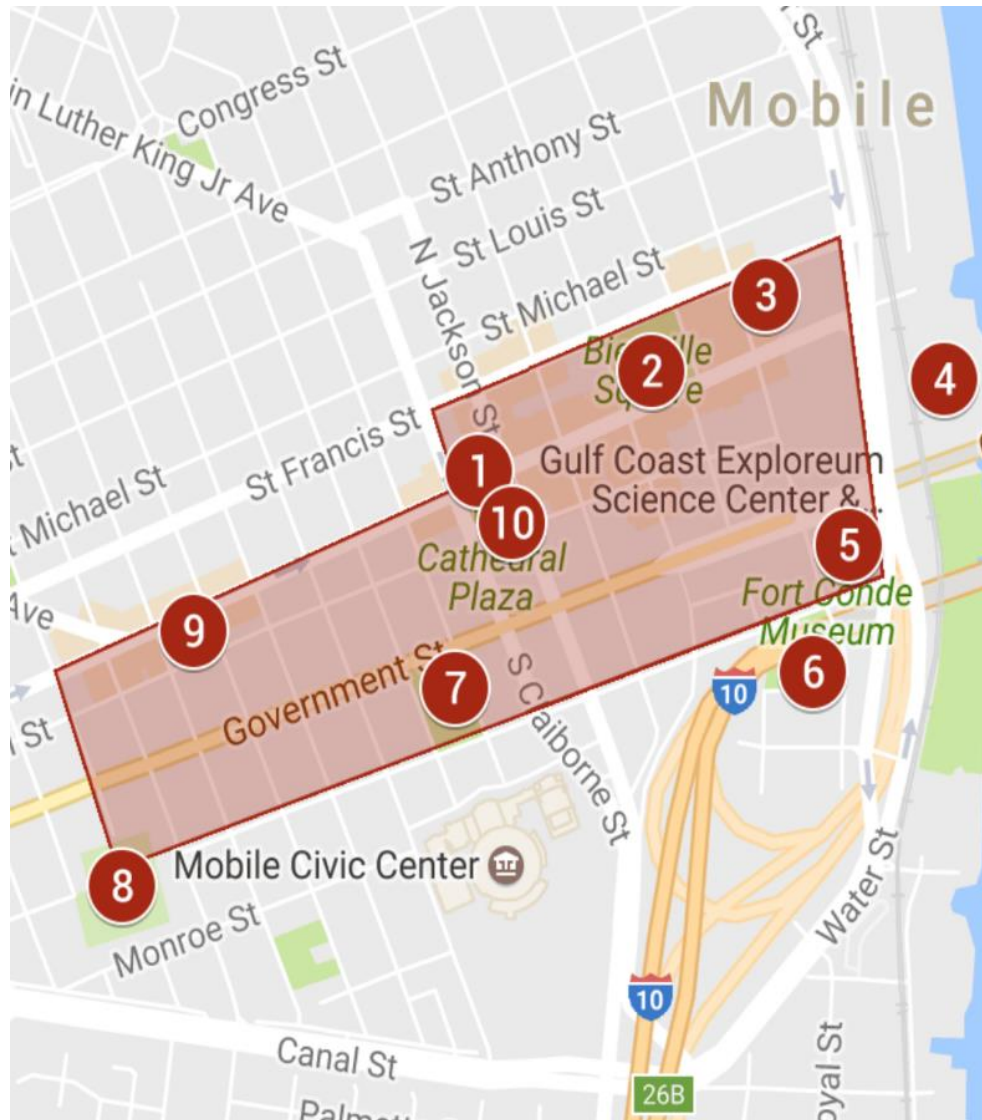 St
Congress St
in Luther King Jr Ave
Mobile
St Anthony St
St Louis St
N Jackson St
St Michael St
3
2
4
St Francis St
1
Gulf Coast Exploreum
Science Center &..
10
5
t Michael St
Cathedral
Plaza
Fort Conde
Museum
Ave
9
6
7
10
Government St
S Claiborne St
St
8
Mobile Civic Center
Monroe St
Water St
10
Canal St
26B